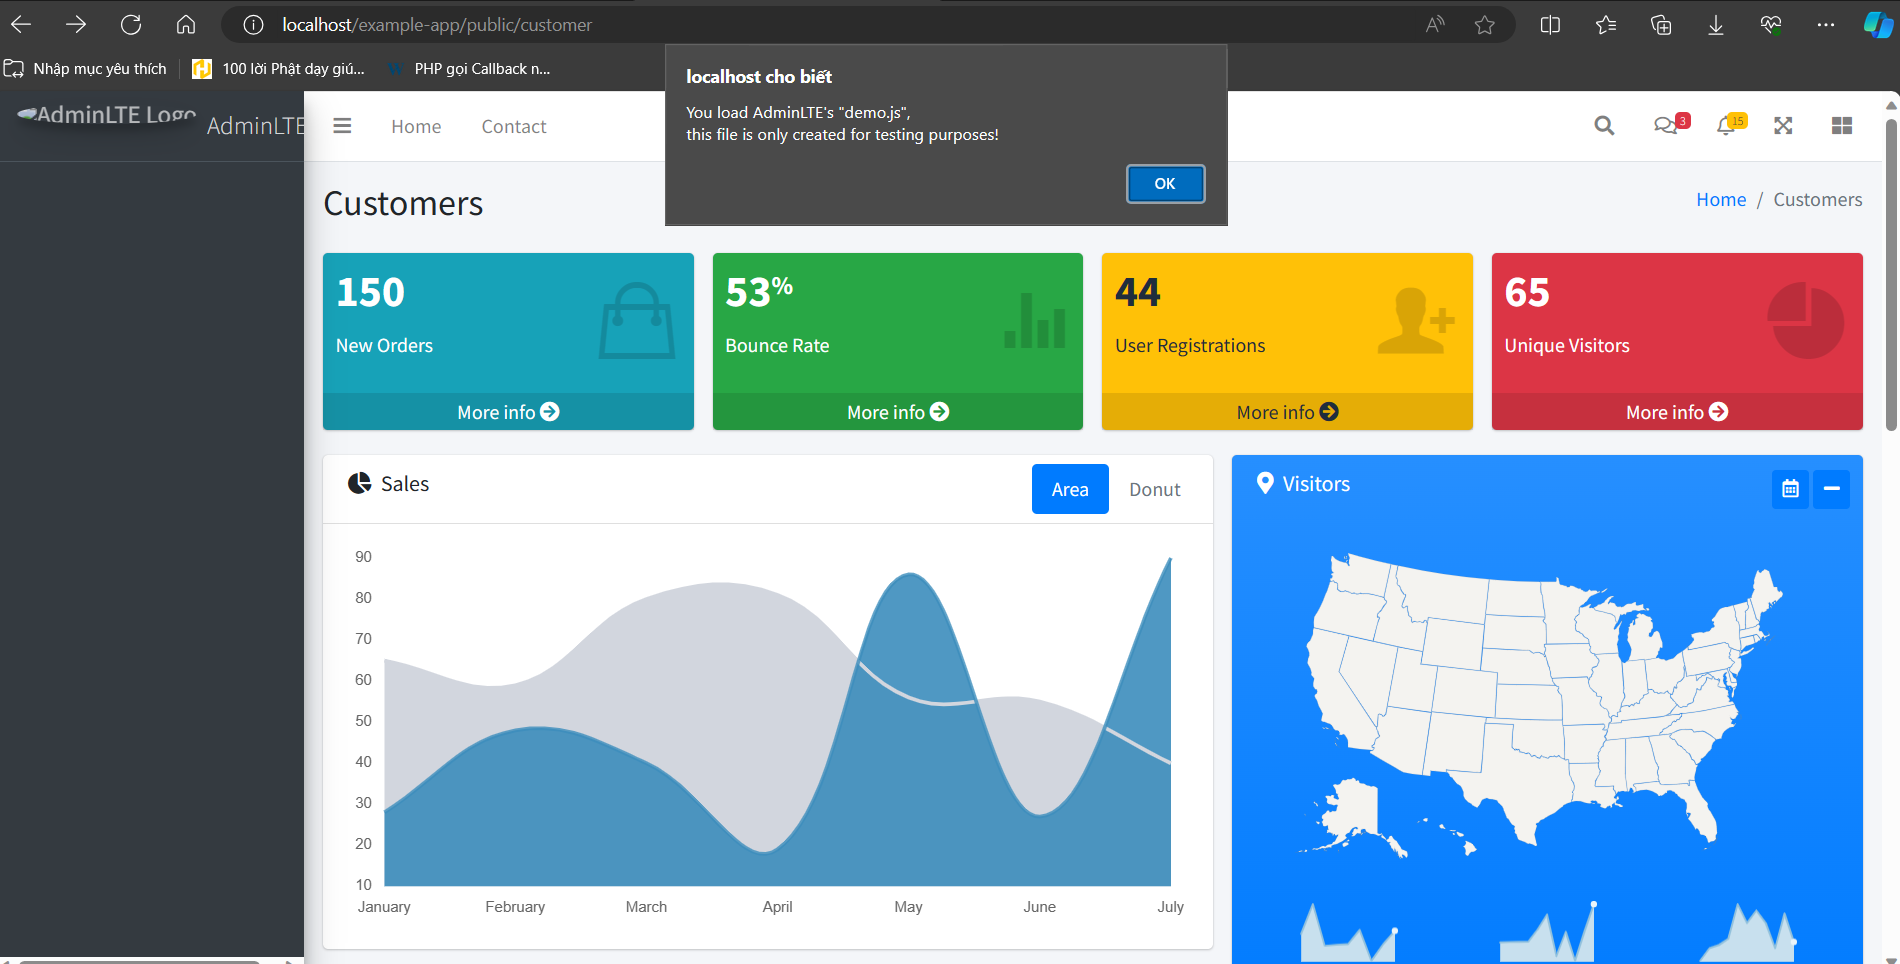 localhost/example-app/public/customer
Nhập mục yêu thích
100 lời Phật dạy giú...
PHP gọi Callback n...
localhost cho biết
You load AdminLTE's "demo.js",
this file is only created for testing purposes!
OK
AdminLTE Logo
AdminLTE
Home
Contact
3
15
Customers
Home / Customers
150
New Orders
More info
53%
Bounce Rate
More info
44
User Registrations
More info
65
Unique Visitors
More info
Sales
Area
Donut
90
80
70
60
50
40
30
20
10
January
February
March
April
May
June
July
Visitors